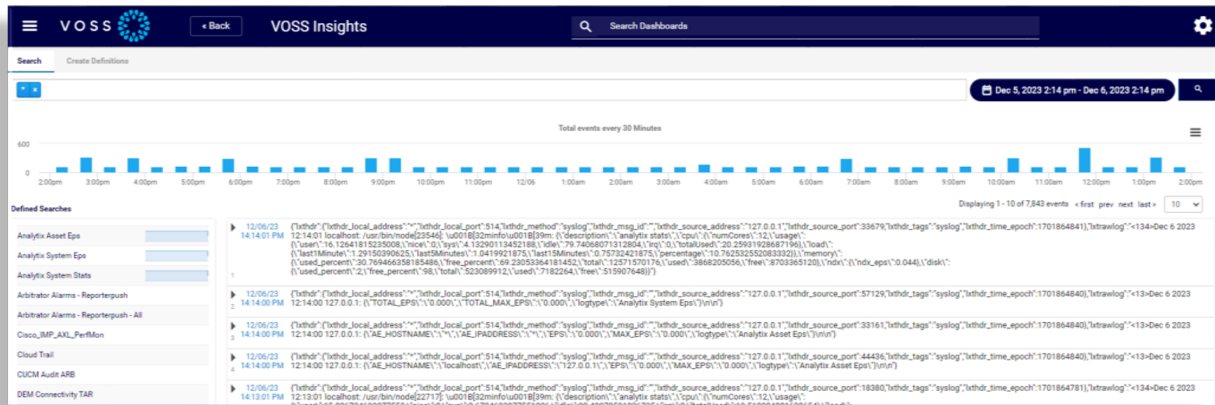 VOSS
« Back
VOSS Insights
Search Dashboards
Search
Create Definitions
* ×
Dec 5, 2023 2:14 pm - Dec 6, 2023 2:14 pm
Total events every 30 Minutes
600
0
2:00pm 3:00pm 4:00pm 5:00pm 6:00pm 7:00pm 8:00pm 9:00pm 10:00pm 11:00pm 12/06 1:00am 2:00am 3:00am 4:00am 5:00am 6:00am 7:00am 8:00am 9:00am 10:00am 11:00am 12:00pm 1:00pm 2:00pm
Displaying 1 - 10 of 7,843 events « first prev next last » 10
Defined Searches
Analytix Asset Eps
Analytix System Eps
Analytix System Stats
Arbitrator Alarms - Reporterpush
Arbitrator Alarms - Reporterpush - All
Cisco_IMP_AXL_PerfMon
Cloud Trail
CUCM Audit ARB
DEM Connectivity TAR
12/06/23 {"lxthdr":{"lxthdr_local_address":"*","lxthdr_local_port":514,"lxthdr_method":"syslog","lxthdr_msg_id":"","lxthdr_source_address":"127.0.0.1","lxthdr_source_port":33679,"lxthdr_tags":"syslog","lxthdr_time_epoch":1701864841},"lxtrawlog":"<134>Dec 6 2023
14:14:01 PM 12:14:01 localhost: /usr/bin/node[23546]: \u001B[32minfo\u001B[39m: {\"description\":\"analytix stats\",\"cpu\":{\"numCores\":12,\"usage\":
{\"user\":16.12641815235008,\"nice\":0,\"sys\":4.13290113452188,\"idle\":79.74068071312804,\"irq\":0,\"totalUsed\":20.25931928687196},\"load\":
{\"last1Minute\":1.29150390625,\"last5Minutes\":1.0419921875,\"last15Minutes\":0.75732421875,\"percentage\":10.762532552083332}},\"memory\":
{\"used_percent\":30.769466358185486,\"free_percent\":69.23053364181452,\"total\":12571570176,\"used\":3868205056,\"free\":8703365120},\"ndx\":{\"ndx_eps\":0.044},\"disk\":
1 {\"used_percent\":2,\"free_percent\":98,\"total\":523089912,\"used\":7182264,\"free\":515907648}}"}
12/06/23 {"lxthdr":{"lxthdr_local_address":"*","lxthdr_local_port":514,"lxthdr_method":"syslog","lxthdr_msg_id":"","lxthdr_source_address":"127.0.0.1","lxthdr_source_port":57129,"lxthdr_tags":"syslog","lxthdr_time_epoch":1701864840},"lxtrawlog":"<13>Dec 6 2023
2 14:14:00 PM 12:14:00 127.0.0.1: {\"TOTAL_EPS\":\"0.000\",\"TOTAL_MAX_EPS\":\"0.000\",\"logtype\":\"Analytix System Eps\"}\n\n"}
12/06/23 {"lxthdr":{"lxthdr_local_address":"*","lxthdr_local_port":514,"lxthdr_method":"syslog","lxthdr_msg_id":"","lxthdr_source_address":"127.0.0.1","lxthdr_source_port":33161,"lxthdr_tags":"syslog","lxthdr_time_epoch":1701864840},"lxtrawlog":"<13>Dec 6 2023
3 14:14:00 PM 12:14:00 127.0.0.1: {\"AE_HOSTNAME\":\"*\",\"AE_IPADDRESS\":\"*\",\"EPS\":\"0.000\",\"MAX_EPS\":\"0.000\",\"logtype\":\"Analytix Asset Eps\"}\n\n"}
12/06/23 {"lxthdr":{"lxthdr_local_address":"*","lxthdr_local_port":514,"lxthdr_method":"syslog","lxthdr_msg_id":"","lxthdr_source_address":"127.0.0.1","lxthdr_source_port":44436,"lxthdr_tags":"syslog","lxthdr_time_epoch":1701864840},"lxtrawlog":"<13>Dec 6 2023
4 14:14:00 PM 12:14:00 127.0.0.1: {\"AE_HOSTNAME\":\"localhost\",\"AE_IPADDRESS\":\"127.0.0.1\",\"EPS\":\"0.000\",\"MAX_EPS\":\"0.000\",\"logtype\":\"Analytix Asset Eps\"}\n\n"}
12/06/23 {"lxthdr":{"lxthdr_local_address":"*","lxthdr_local_port":514,"lxthdr_method":"syslog","lxthdr_msg_id":"","lxthdr_source_address":"127.0.0.1","lxthdr_source_port":18380,"lxthdr_tags":"syslog","lxthdr_time_epoch":1701864781},"lxtrawlog":"<134>Dec 6 2023
14:13:01 PM 12:13:01 localhost: /usr/bin/node[22717]: \u001B[32minfo\u001B[39m: {\"description\":\"analytix stats\",\"cpu\":{\"numCores\":12,\"usage\":